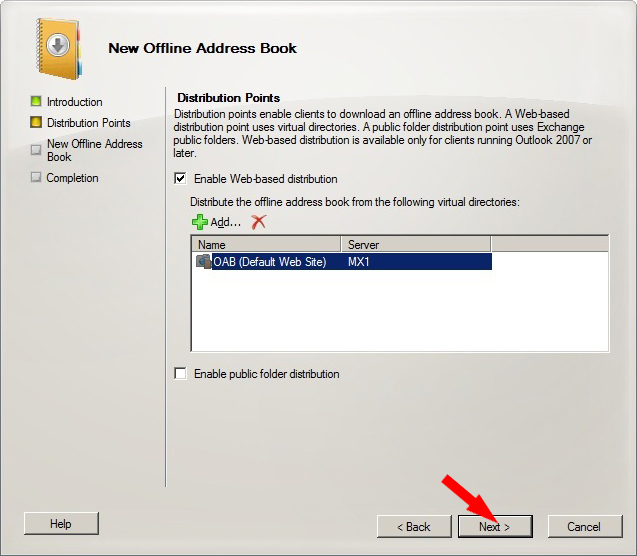 New Offline Address Book
Introduction
Distribution Points
New Offline Address
Book
Completion
Distribution Points
Distribution points enable clients to download an offline address book. A Web-based
distribution point uses virtual directories. A public folder distribution point uses Exchange
public folders. Web-based distribution is available only for clients running Outlook 2007 or
later.
Enable Web-based distribution
Distribute the offline address book from the following virtual directories:
Add...
Name Server
OAB (Default Web Site) MX1
Enable public folder distribution
Help
< Back
Next >
Cancel